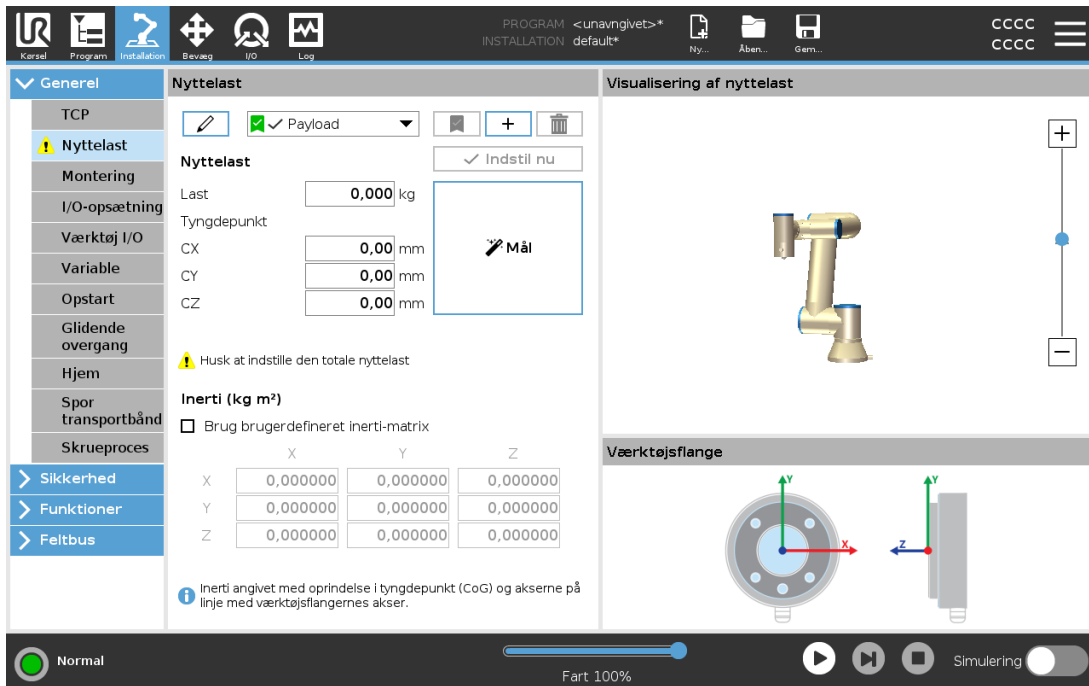 UR
PROGRAM <unavngivet>*
INSTALLATION default*
CCCC
CCCC
Kørsel Program Installation Bevæg I/O Log Ny... Åben... Gem...
Generel
TCP
Nyttelast
Montering
I/O-opsætning
Værktøj I/O
Variable
Opstart
Glidende
overgang
Hjem
Spor
transportbånd
Skrueproces
Sikkerhed
Funktioner
Feltbus
Nyttelast
Payload
+
Nyttelast
Indstil nu
Last 0,000 kg
Tyngdepunkt
CX 0,00 mm
CY 0,00 mm
CZ 0,00 mm
Mål
Husk at indstille den totale nyttelast
Inerti (kg m²)
Brug brugerdefineret inerti-matrix
X Y Z
X 0,000000 0,000000 0,000000
Y 0,000000 0,000000 0,000000
Z 0,000000 0,000000 0,000000
Inerti angivet med oprindelse i tyngdepunkt (CoG) og akserne på
linje med værktøjsflangernes akser.
Visualisering af nyttelast
Værktøjsflange
Y Y
X Z
Normal
Fart 100%
Simulering